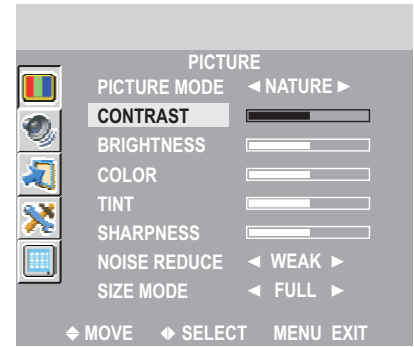 PICTURE
PICTURE MODE ◄ NATURE ►
CONTRAST
BRIGHTNESS
COLOR
TINT
SHARPNESS
NOISE REDUCE ◄ WEAK ►
SIZE MODE ◄ FULL ►
MOVE SELECT MENU EXIT